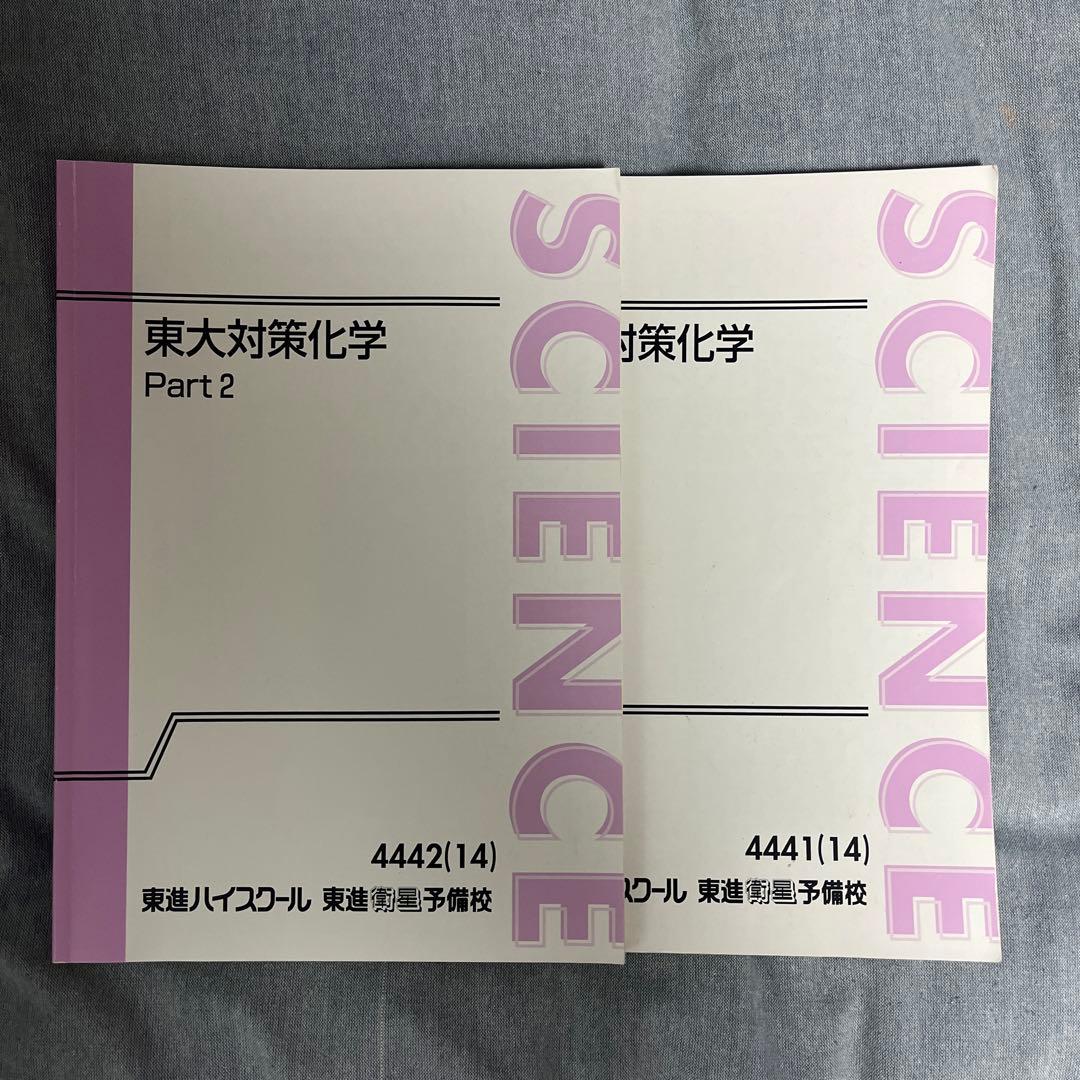 東大対策化学
Part 2
4442(14)
東進ハイスクール 東進衛星予備校
SCIENCE
対策化学
4441(14)
スクール 東進衛星予備校
SCIENCE